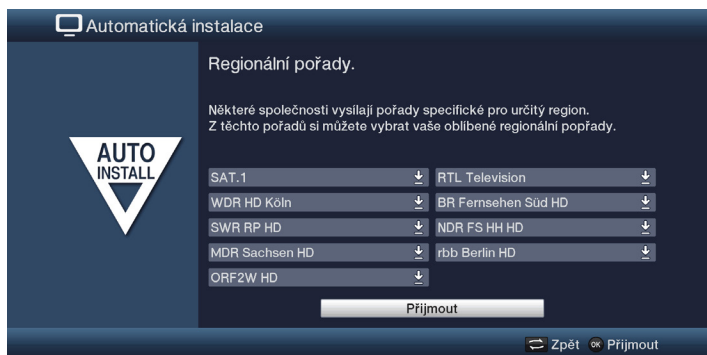 Automatická instalace
Regionální pořady.
Některé společnosti vysílají pořady specifické pro určitý region.
Z těchto pořadů si můžete vybrat vaše oblíbené regionální popřady.
AUTO
INSTALL
SAT.1
RTL Television
WDR HD Köln
BR Fernsehen Süd HD
SWR RP HD
NDR FS HH HD
MDR Sachsen HD
rbb Berlin HD
ORF2W HD
Přijmout
Zpět OK Přijmout